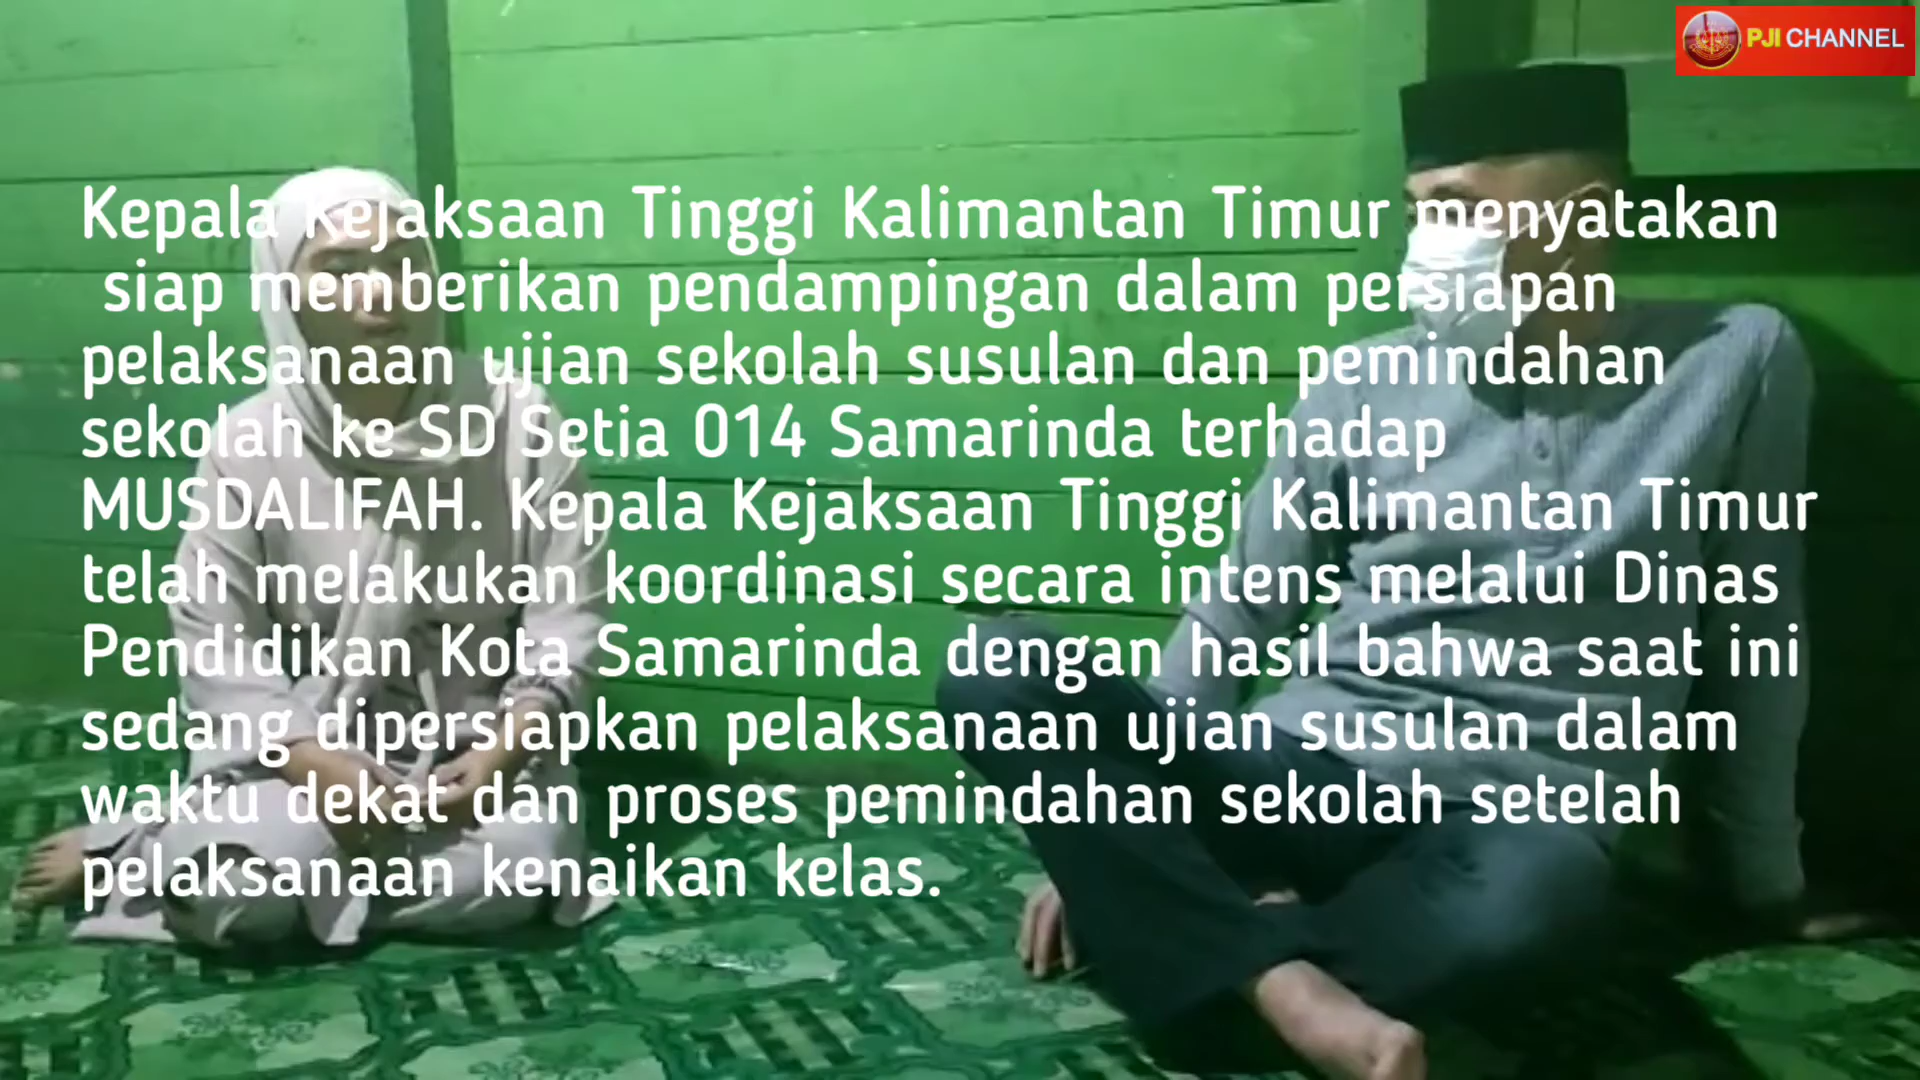 PJI CHANNEL
Kepala Kejaksaan Tinggi Kalimantan Timur menyatakan
siap memberikan pendampingan dalam persiapan
pelaksanaan ujian sekolah susulan dan pemindahan
sekolah ke SD Setia 014 Samarinda terhadap
MUSDALIFAH. Kepala Kejaksaan Tinggi Kalimantan Timur
telah melakukan koordinasi secara intens melalui Dinas
Pendidikan Kota Samarinda dengan hasil bahwa saat ini
sedang dipersiapkan pelaksanaan ujian susulan dalam
waktu dekat dan proses pemindahan sekolah setelah
pelaksanaan kenaikan kelas.